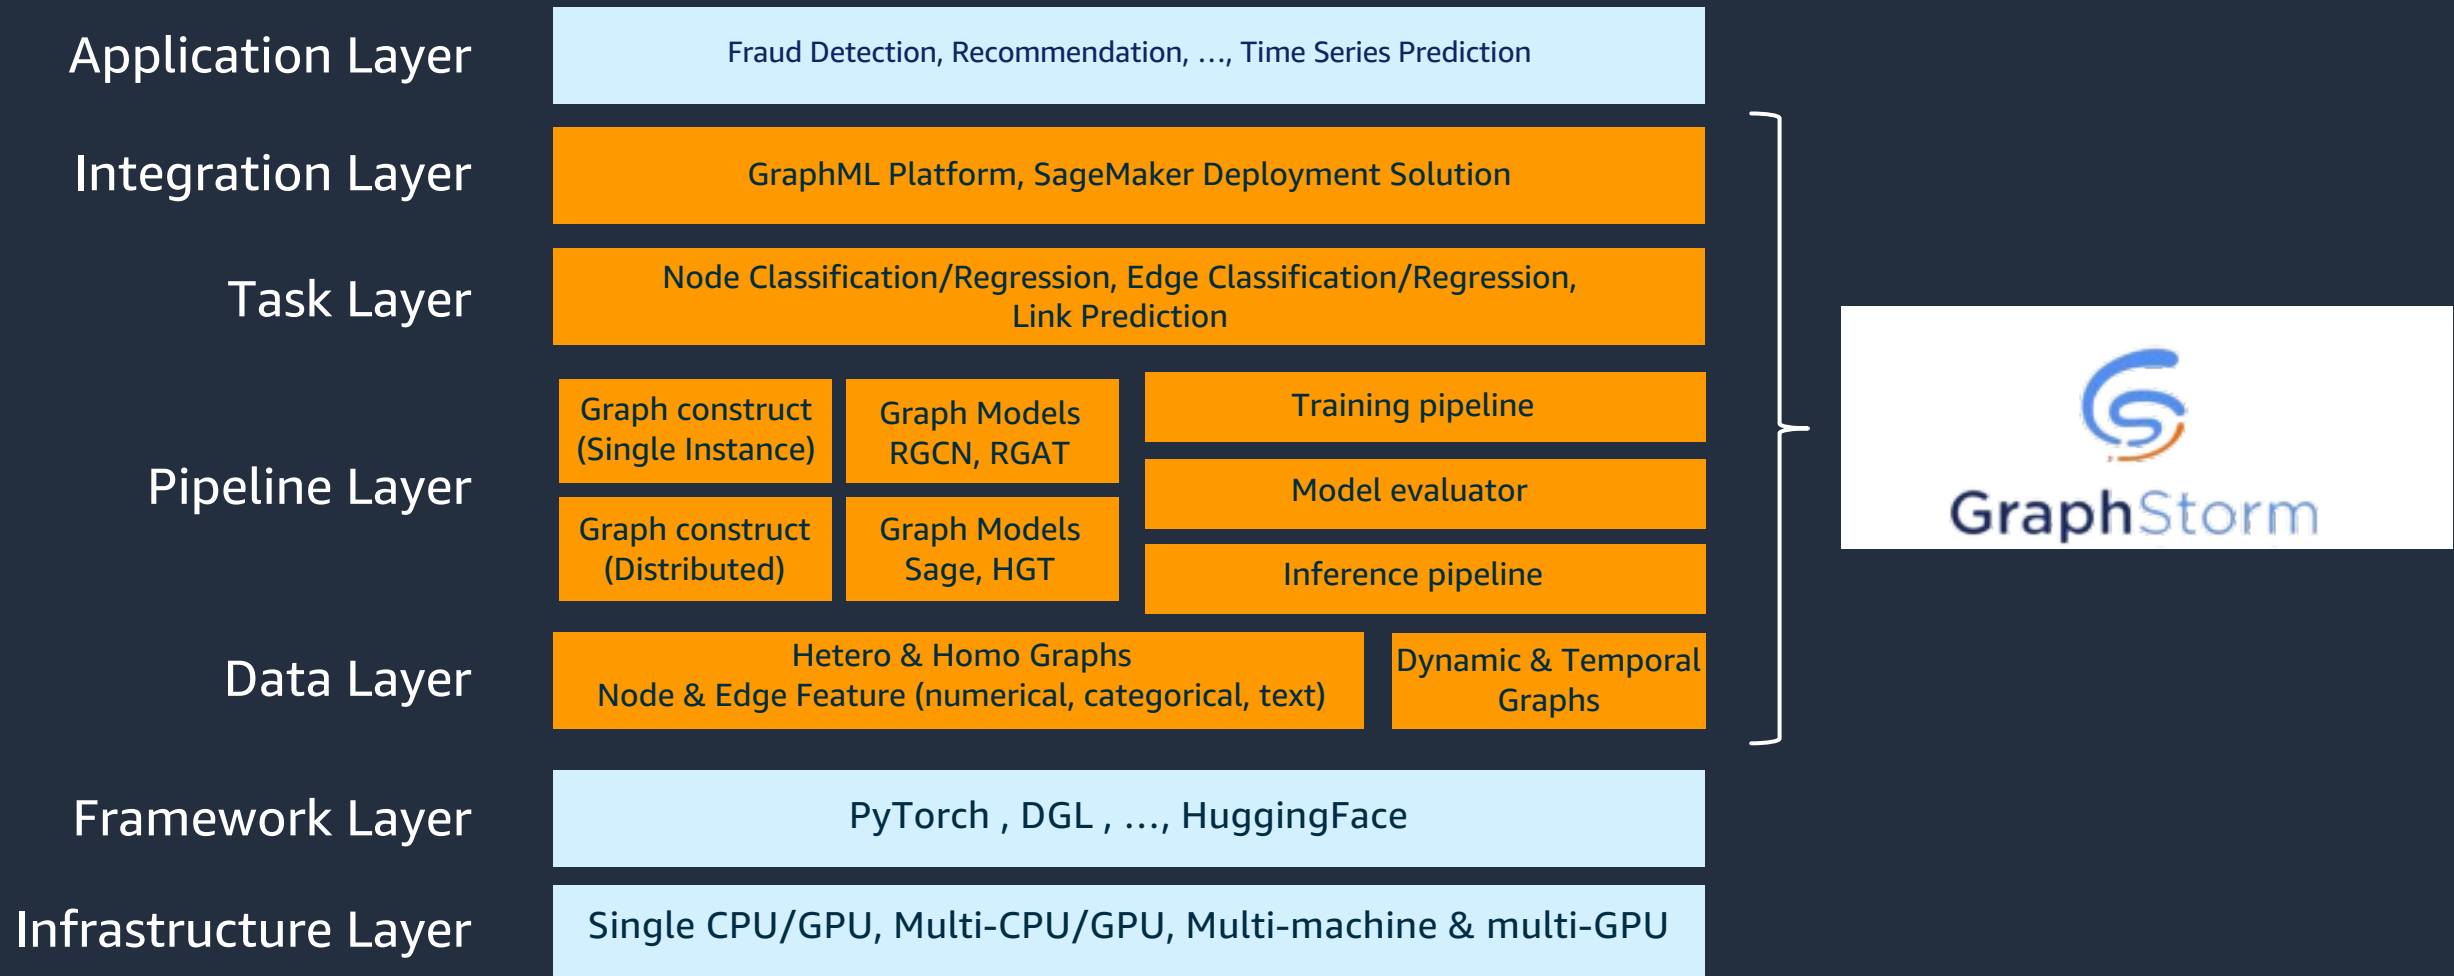 Application Layer
Fraud Detection, Recommendation, ..., Time Series Prediction
Integration Layer
GraphML Platform, SageMaker Deployment Solution
Task Layer
Node Classification/Regression, Edge Classification/Regression,
Link Prediction
Pipeline Layer
Graph construct
(Single Instance)
Graph Models
RGCN, RGAT
Training pipeline
Model evaluator
Graph construct
(Distributed)
Graph Models
Sage, HGT
Inference pipeline
Data Layer
Hetero & Homo Graphs
Node & Edge Feature (numerical, categorical, text)
Dynamic & Temporal
Graphs
Framework Layer
PyTorch , DGL , ..., HuggingFace
Infrastructure Layer
Single CPU/GPU, Multi-CPU/GPU, Multi-machine & multi-GPU
GraphStorm